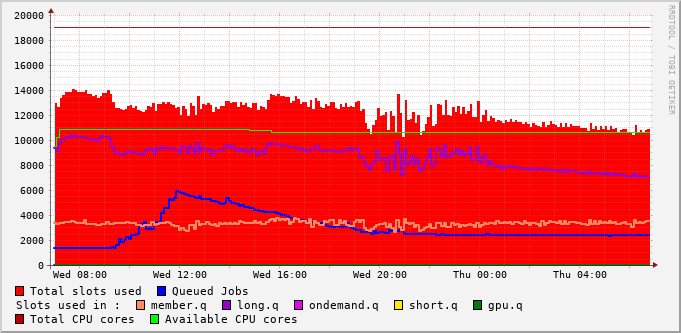 20000
18000
16000
14000
12000
10000
8000
6000
4000
2000
0
Wed 08:00 Wed 12:00 Wed 16:00 Wed 20:00 Thu 00:00 Thu 04:00
RRDTOOL / TOBI OETIKER
Total slots used Queued Jobs
Slots used in : member.q long.q ondemand.q short.q gpu.q
Total CPU cores Available CPU cores